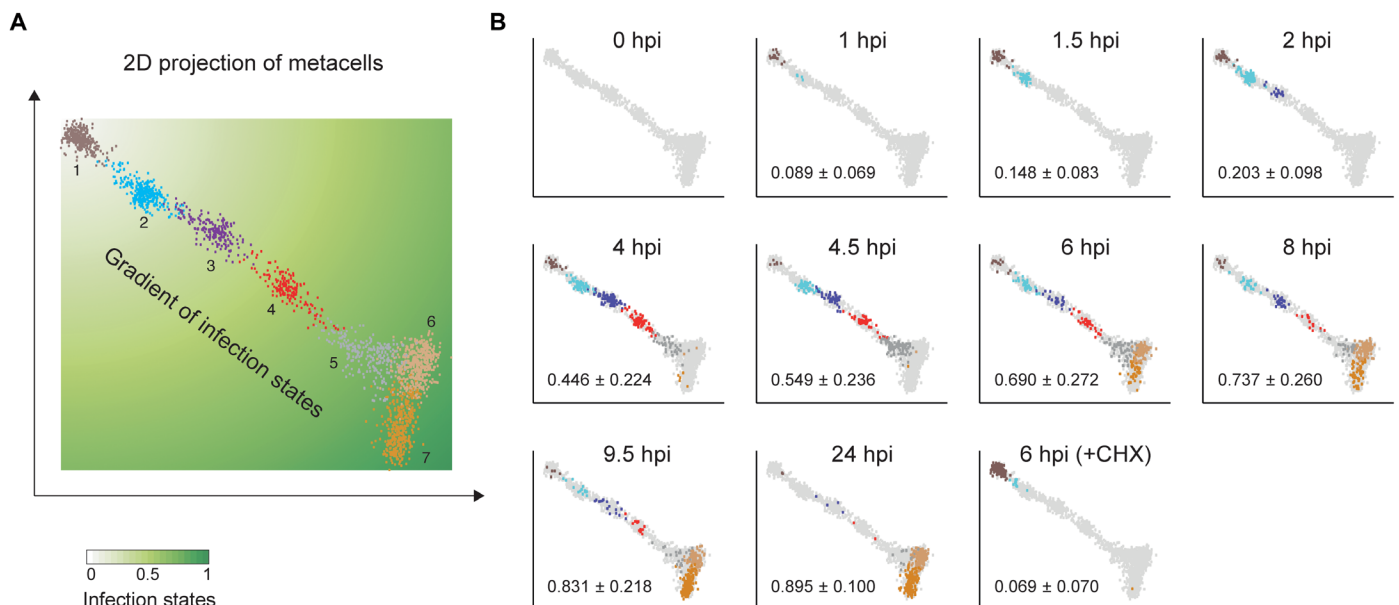 A
2D projection of metacells
1
2
3
4
5
6
7
Gradient of infection states
0 0.5 1
Infection states
B
0 hpi
1 hpi
0.089 ± 0.069
1.5 hpi
0.148 ± 0.083
2 hpi
0.203 ± 0.098
4 hpi
0.446 ± 0.224
4.5 hpi
0.549 ± 0.236
6 hpi
0.690 ± 0.272
8 hpi
0.737 ± 0.260
9.5 hpi
0.831 ± 0.218
24 hpi
0.895 ± 0.100
6 hpi (+CHX)
0.069 ± 0.070